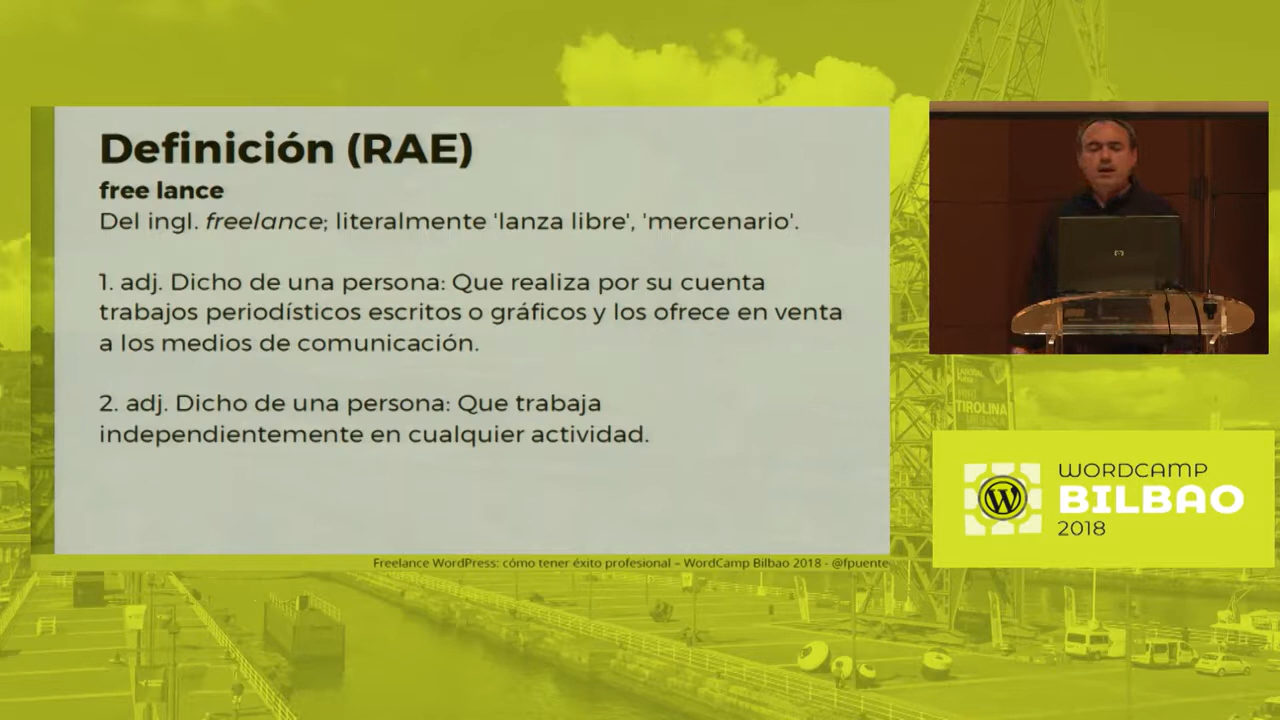 Definición (RAE)
free lance
Del ingl. freelance; literalmente 'lanza libre', 'mercenario'.
1. adj. Dicho de una persona: Que realiza por su cuenta
trabajos periodísticos escritos o gráficos y los ofrece en venta
a los medios de comunicación.
2. adj. Dicho de una persona: Que trabaja
independientemente en cualquier actividad.
Freelance WordPress: cómo tener éxito profesional – WordCamp Bilbao 2018 - @fpuente
TIROLINA
WORDCAMP
BILBAO
2018